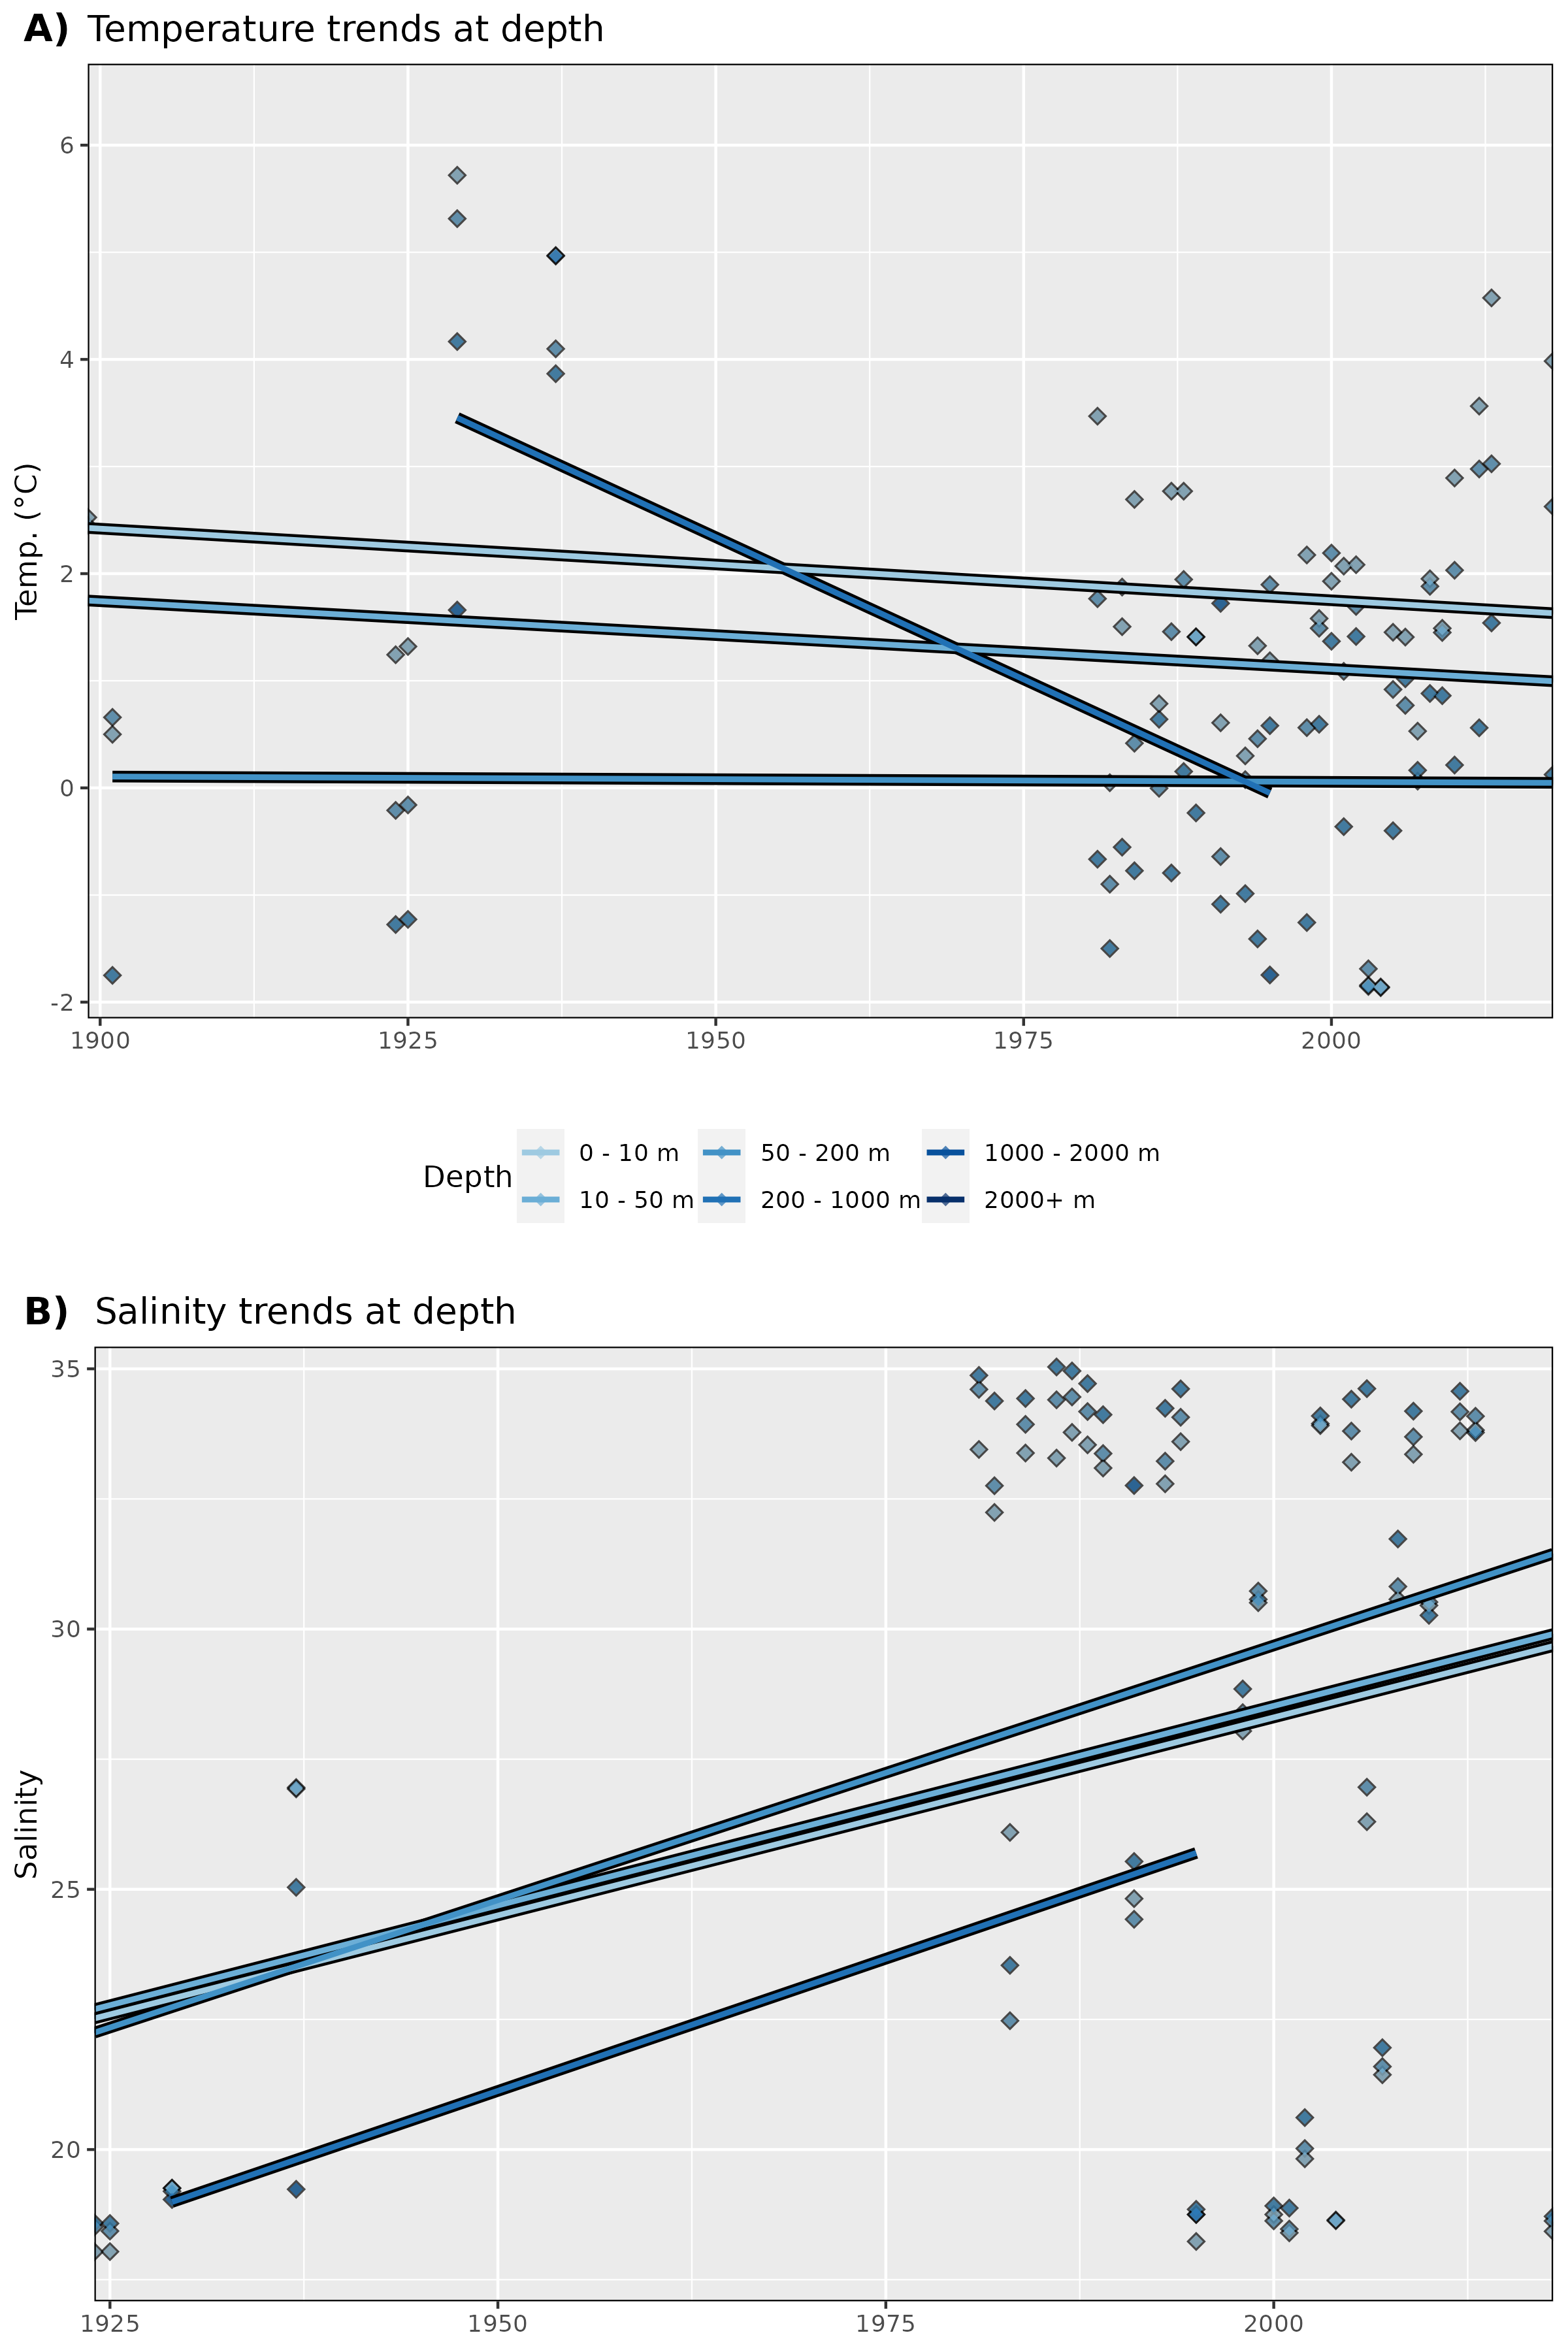 A) Temperature trends at depth
6
4
2
0
-2
Temp. (°C)
1900 1925 1950 1975 2000
Depth
0 - 10 m 50 - 200 m 1000 - 2000 m
10 - 50 m 200 - 1000 m 2000+ m
B) Salinity trends at depth
35
30
25
20
Salinity
1925 1950 1975 2000